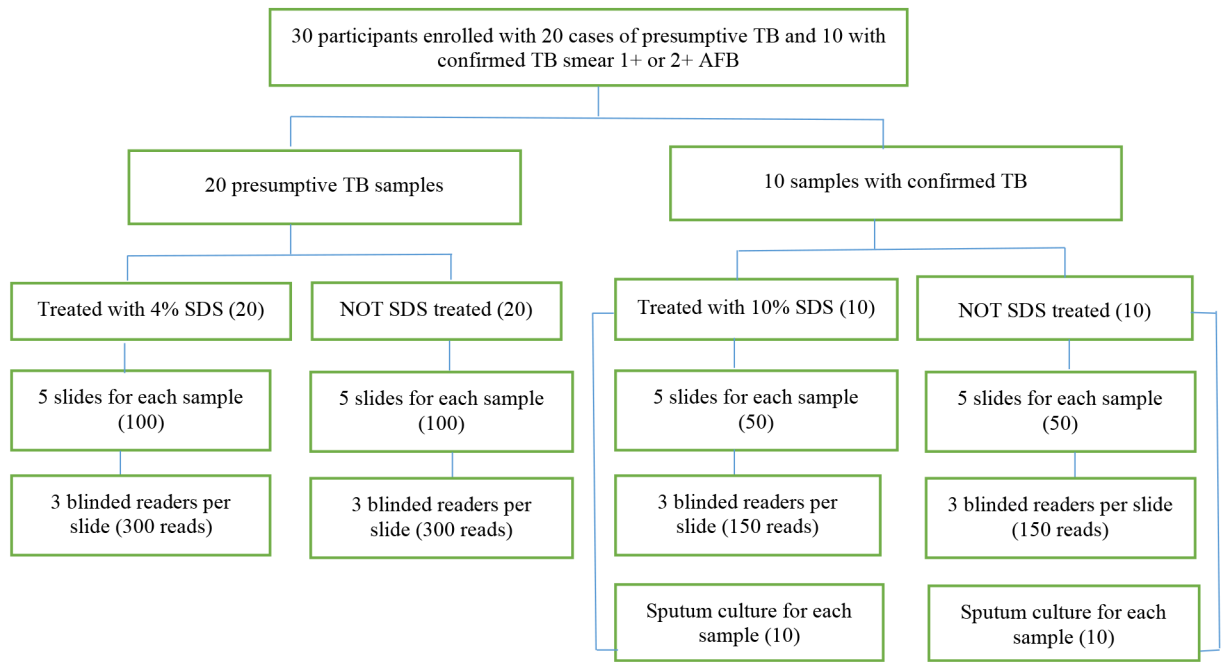 30 participants enrolled with 20 cases of presumptive TB and 10 with
confirmed TB smear 1+ or 2+ AFB
20 presumptive TB samples
10 samples with confirmed TB
Treated with 4% SDS (20)
NOT SDS treated (20)
Treated with 10% SDS (10)
NOT SDS treated (10)
5 slides for each sample
(100)
5 slides for each sample
(100)
5 slides for each sample
(50)
5 slides for each sample
(50)
3 blinded readers per
slide (300 reads)
3 blinded readers per
slide (300 reads)
3 blinded readers per
slide (150 reads)
3 blinded readers per slide
(150 reads)
Sputum culture for each
sample (10)
Sputum culture for each
sample (10)